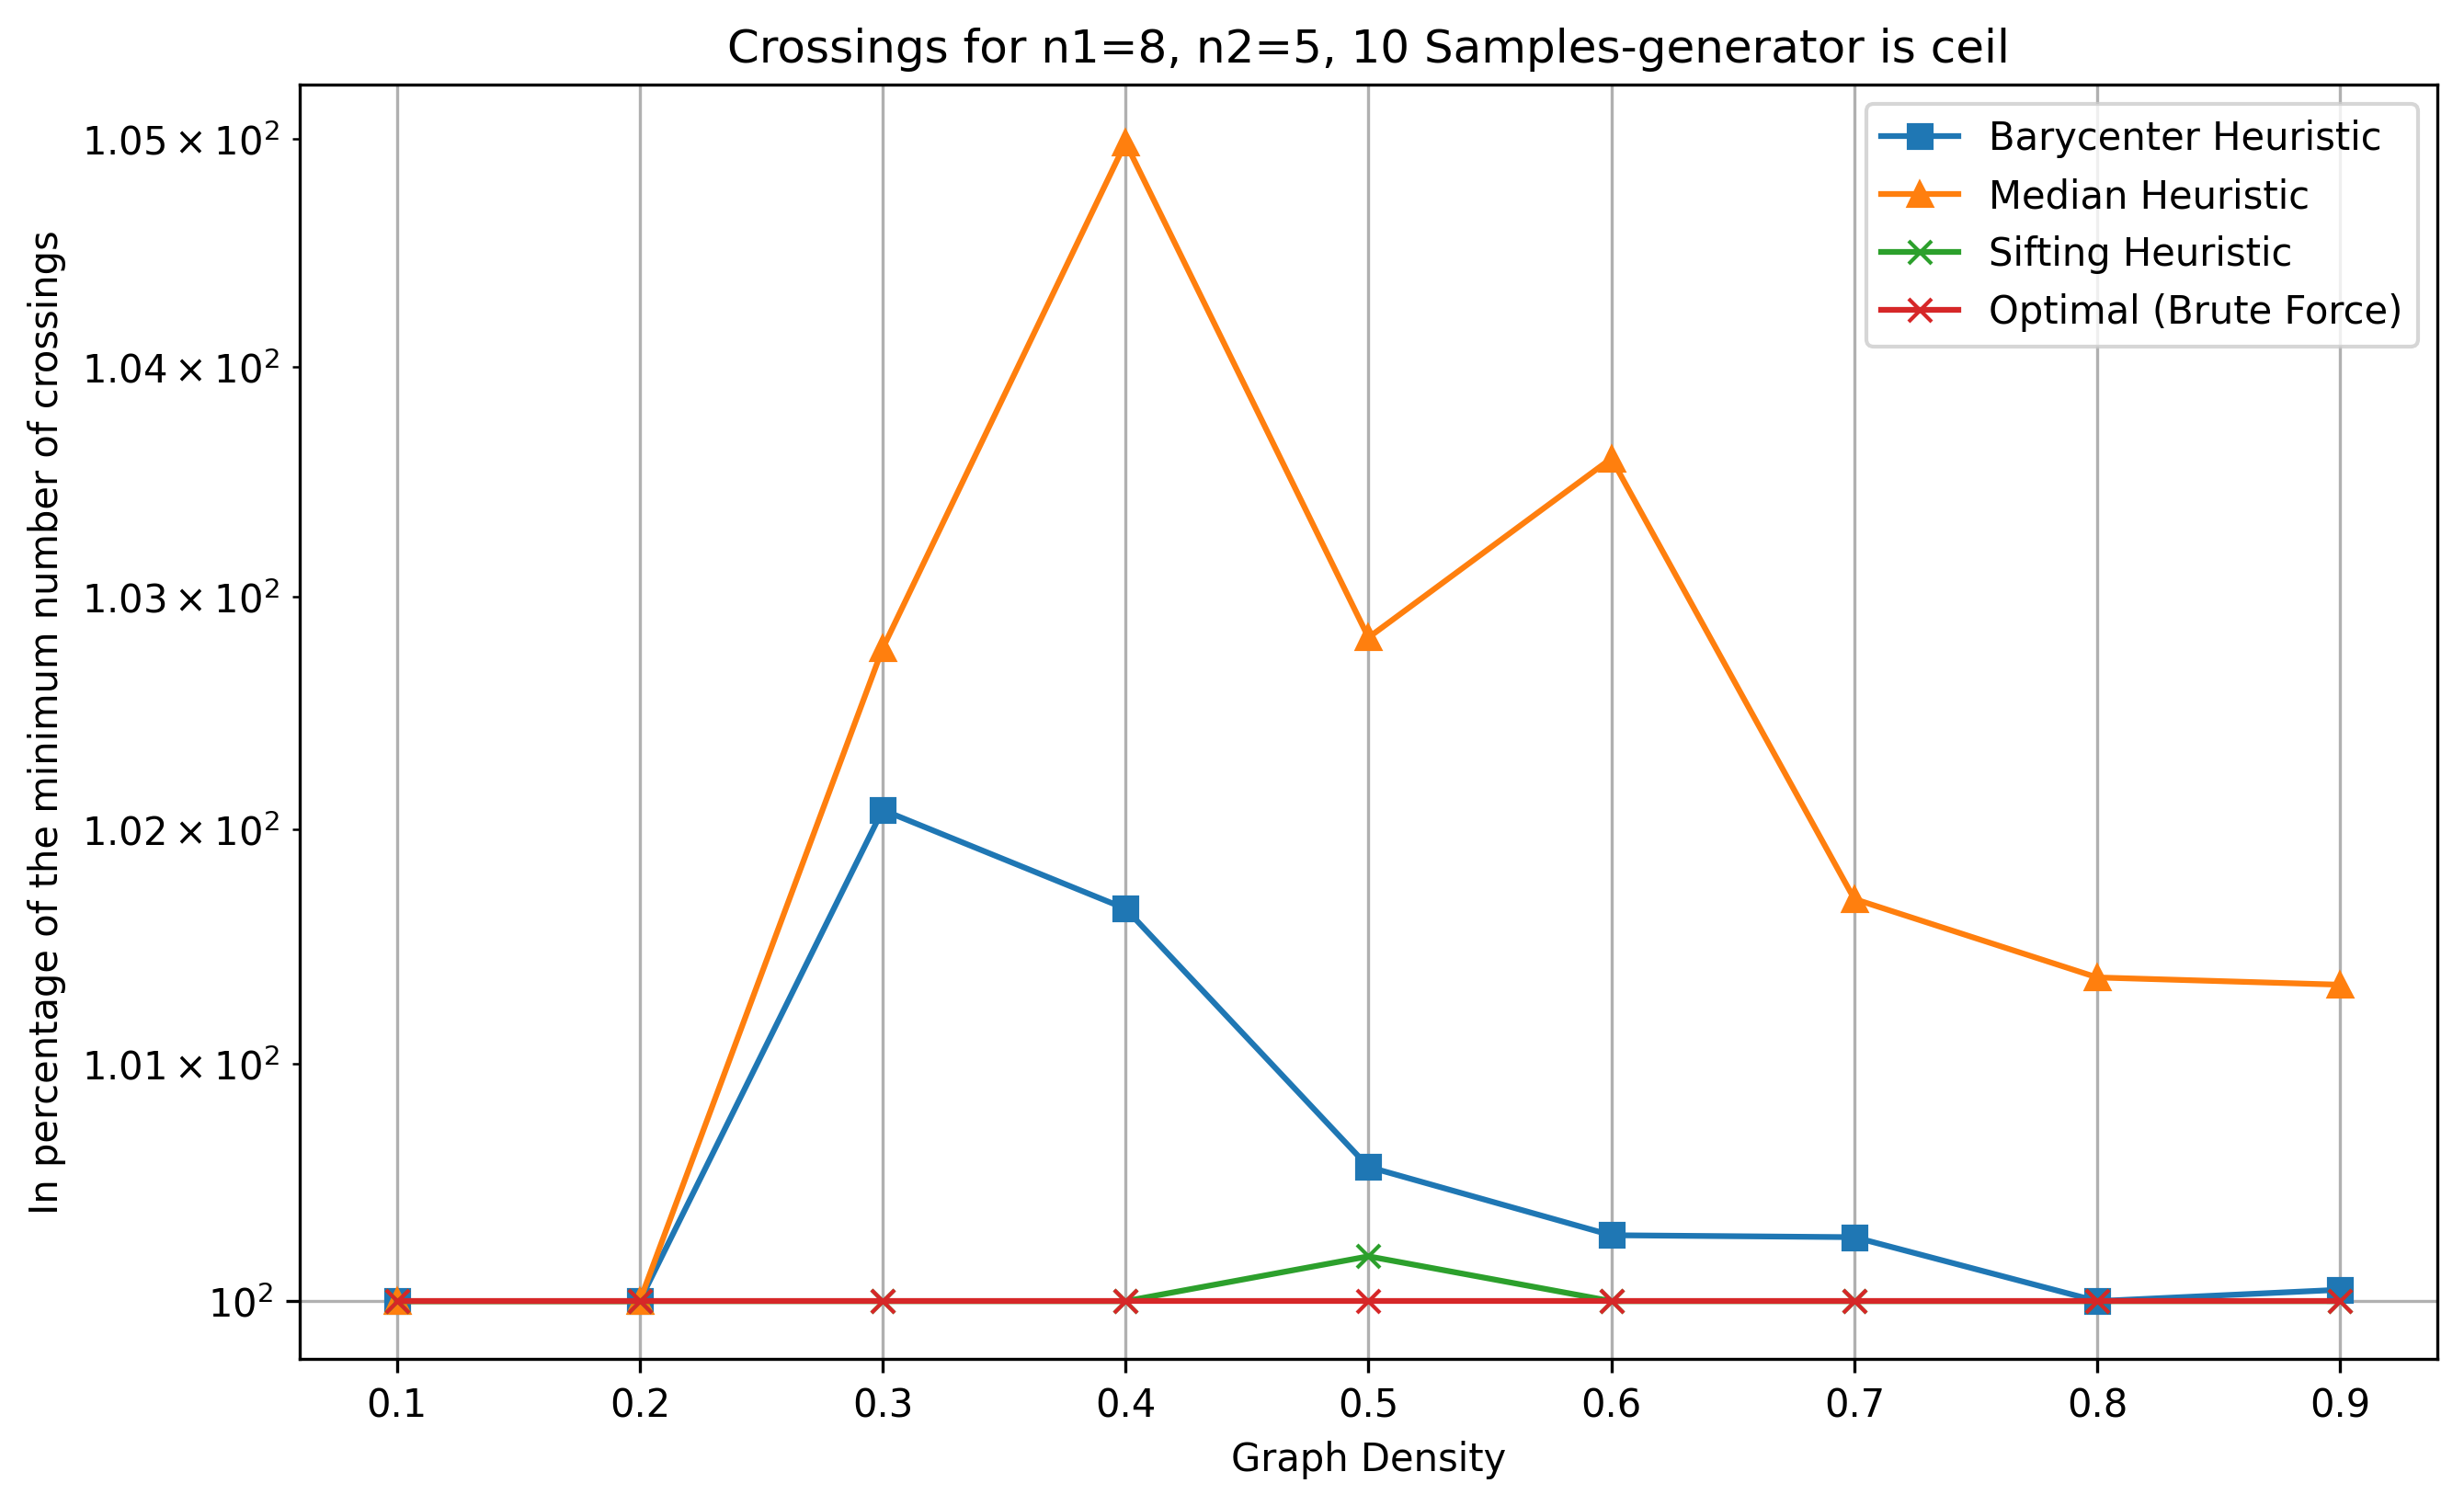 Crossings for n1=8, n2=5, 10 Samples-generator is ceil
In percentage of the minimum number of crossings
1.05 × 10²
1.04 × 10²
1.03 × 10²
1.02 × 10²
1.01 × 10²
10²
Barycenter Heuristic
Median Heuristic
Sifting Heuristic
Optimal (Brute Force)
0.1 0.2 0.3 0.4 0.5 0.6 0.7 0.8 0.9
Graph Density